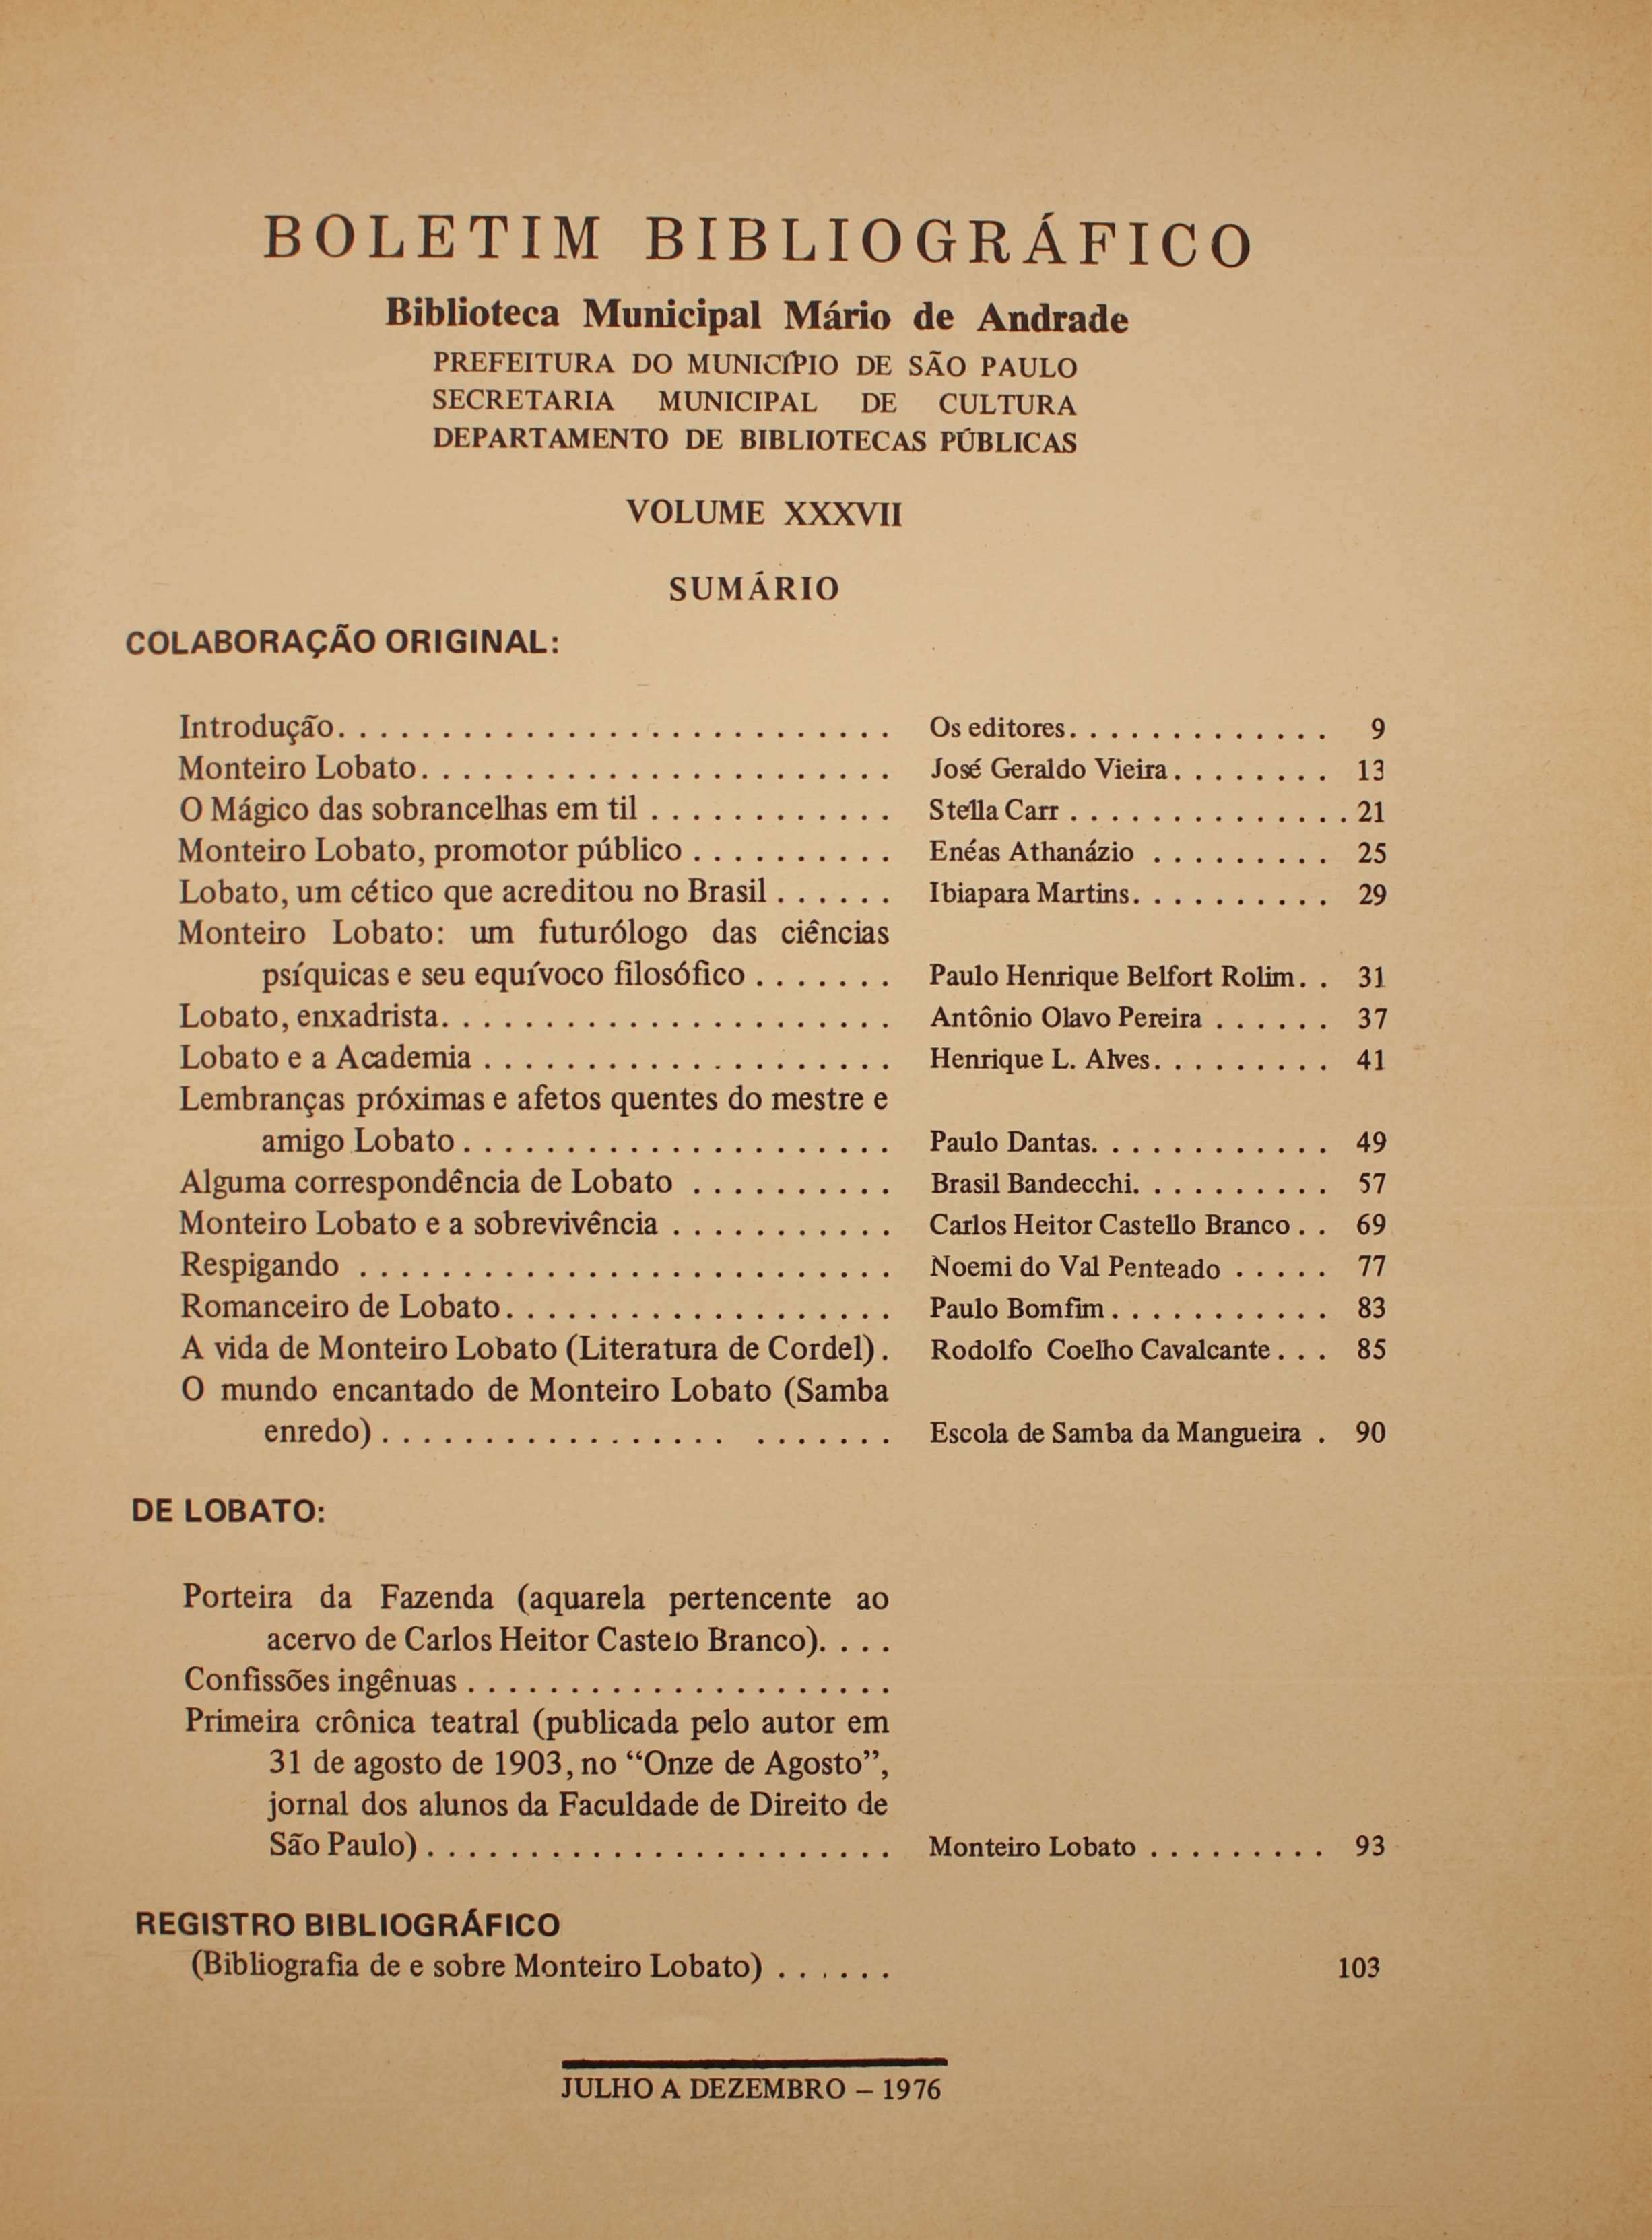 BOLETIM BIBLIOGRÁFICO
Biblioteca Municipal Mário de Andrade
PREFEITURA DO MUNICÍPIO DE SÃO PAULO
SECRETARIA MUNICIPAL DE CULTURA
DEPARTAMENTO DE BIBLIOTECAS PÚBLICAS
VOLUME XXXVII
SUMÁRIO
COLABORAÇÃO ORIGINAL:
Introdução. . . . . . . . . . . . . . . . . . . . . . . . . . . Os editores. . . . . . . . . . . . . 9
Monteiro Lobato. . . . . . . . . . . . . . . . . . . . . . . José Geraldo Vieira. . . . . . . . 13
O Mágico das sobrancelhas em til . . . . . . . . . . . . Stella Carr . . . . . . . . . . . . . . 21
Monteiro Lobato, promotor público . . . . . . . . . . Enéas Athanázio . . . . . . . . . 25
Lobato, um cético que acreditou no Brasil . . . . . . Ibiapara Martins. . . . . . . . . . 29
Monteiro Lobato: um futurólogo das ciências
psíquicas e seu equívoco filosófico . . . . . . . Paulo Henrique Belfort Rolim. . 31
Lobato, enxadrista. . . . . . . . . . . . . . . . . . . . . . Antônio Olavo Pereira . . . . . . 37
Lobato e a Academia . . . . . . . . . . . . . . . . . . . . Henrique L. Alves. . . . . . . . . 41
Lembranças próximas e afetos quentes do mestre e
amigo Lobato . . . . . . . . . . . . . . . . . . . . . Paulo Dantas. . . . . . . . . . . . 49
Alguma correspondência de Lobato . . . . . . . . . . Brasil Bandecchi. . . . . . . . . . 57
Monteiro Lobato e a sobrevivência . . . . . . . . . . . Carlos Heitor Castello Branco . . 69
Respigando . . . . . . . . . . . . . . . . . . . . . . . . . . Noemi do Val Penteado . . . . . 77
Romanceiro de Lobato. . . . . . . . . . . . . . . . . . . Paulo Bomfim . . . . . . . . . . . 83
A vida de Monteiro Lobato (Literatura de Cordel) . Rodolfo Coelho Cavalcante . . . 85
O mundo encantado de Monteiro Lobato (Samba
enredo) . . . . . . . . . . . . . . . . . . . . . . . . Escola de Samba da Mangueira . 90
DE LOBATO:
Porteira da Fazenda (aquarela pertencente ao
acervo de Carlos Heitor Castelo Branco). . . .
Confissões ingênuas . . . . . . . . . . . . . . . . . . . . .
Primeira crônica teatral (publicada pelo autor em
31 de agosto de 1903, no “Onze de Agosto”,
jornal dos alunos da Faculdade de Direito de
São Paulo) . . . . . . . . . . . . . . . . . . . . . . . Monteiro Lobato . . . . . . . . . 93
REGISTRO BIBLIOGRÁFICO
(Bibliografia de e sobre Monteiro Lobato) . . . . . . 103
JULHO A DEZEMBRO – 1976